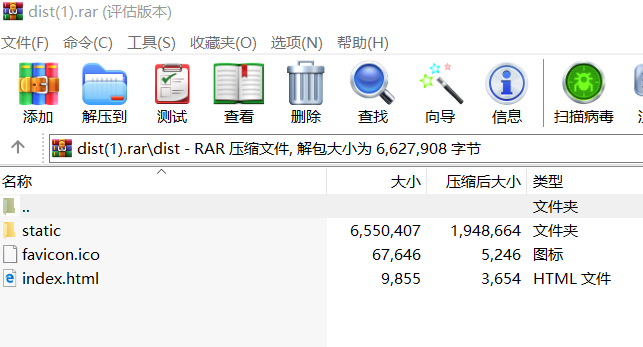 dist(1).rar (评估版本)
文件(F) 命令(C) 工具(S) 收藏夹(O) 选项(N) 帮助(H)
添加 解压到 测试 查看 删除 查找 向导 信息 扫描病毒
dist(1).rar\dist - RAR 压缩文件, 解包大小为 6,627,908 字节
名称 大小 压缩后大小 类型
.. 文件夹
static 6,550,407 1,948,664 文件夹
favicon.ico 67,646 5,246 图标
index.html 9,855 3,654 HTML 文件